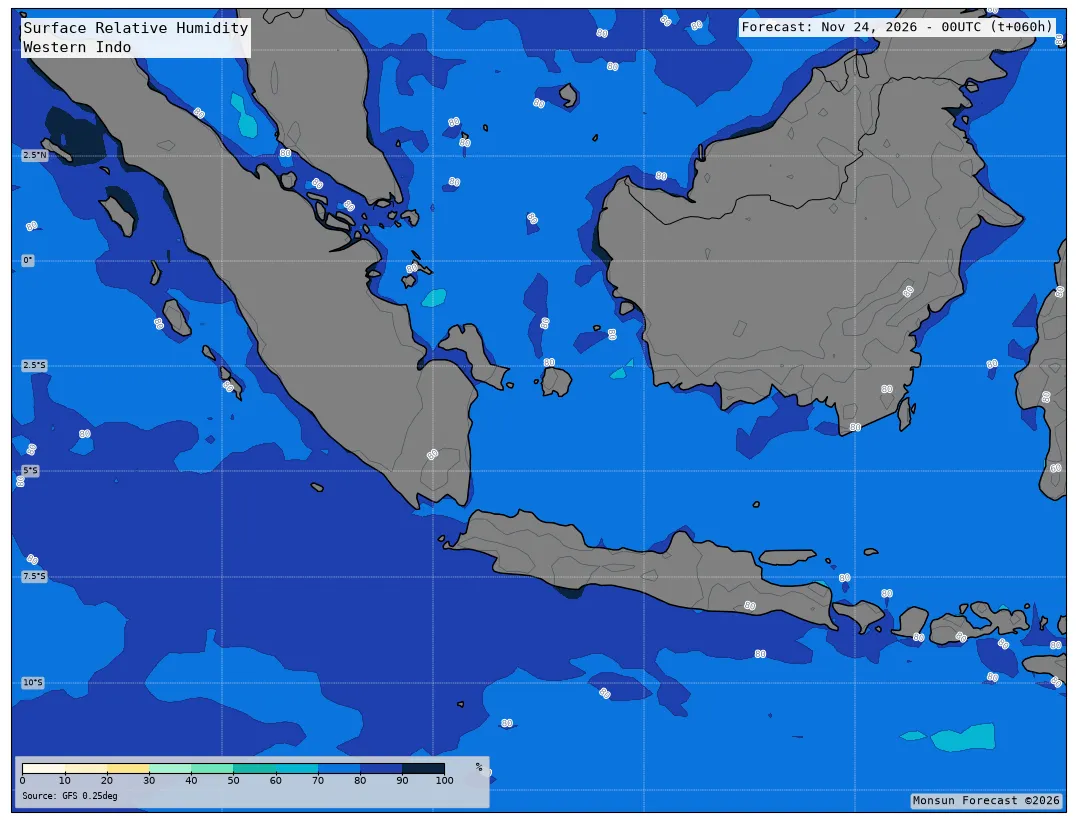 Surface Relative Humidity
Western Indo
Forecast: Nov 24, 2026 - 00UTC (t+060h)
2.5°N
0°
2.5°S
5°S
7.5°S
10°S
0 10 20 30 40 50 60 70 80 90 100 %
Source: GFS 0.25deg
Monsun Forecast ©2026